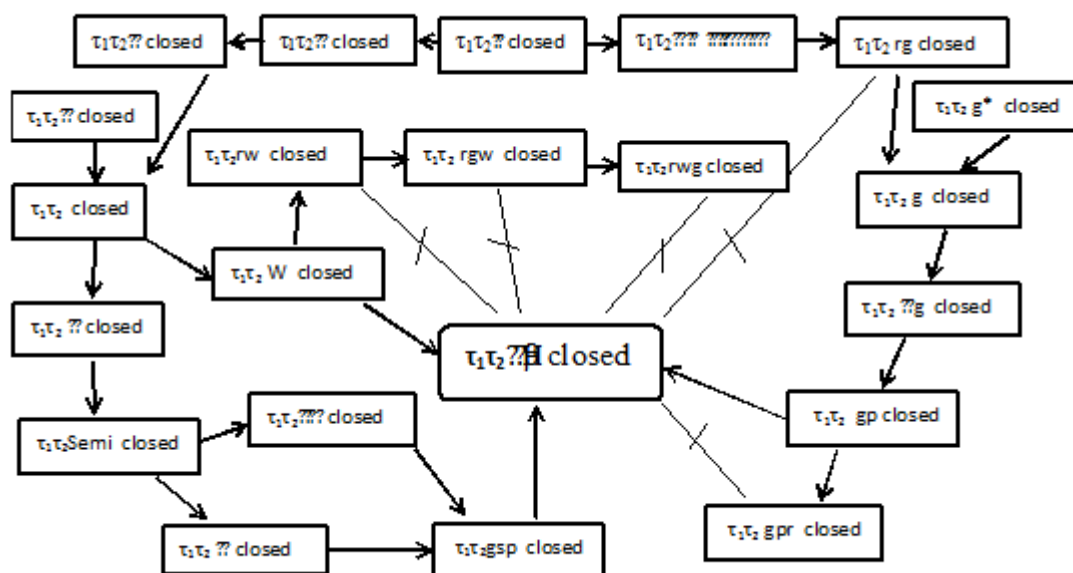 τ₁τ₂?? closed
τ₁τ₂?? closed
τ₁τ₂?? closed
τ₁τ₂???? ??????????
τ₁τ₂ rg closed
τ₁τ₂?? closed
τ₁τ₂ g* closed
τ₁τ₂rw closed
τ₁τ₂ rgw closed
τ₁τ₂rwg closed
τ₁τ₂ closed
τ₁τ₂ g closed
τ₁τ₂ W closed
τ₁τ₂ ?? closed
τ₁τ₂ ??g closed
τ₁τ₂ closed
τ₁τ₂ gp closed
τ₁τ₂???? closed
τ₁τ₂Semi closed
τ₁τ₂ gpr closed
τ₁τ₂ ?? closed
τ₁τ₂gsp closed